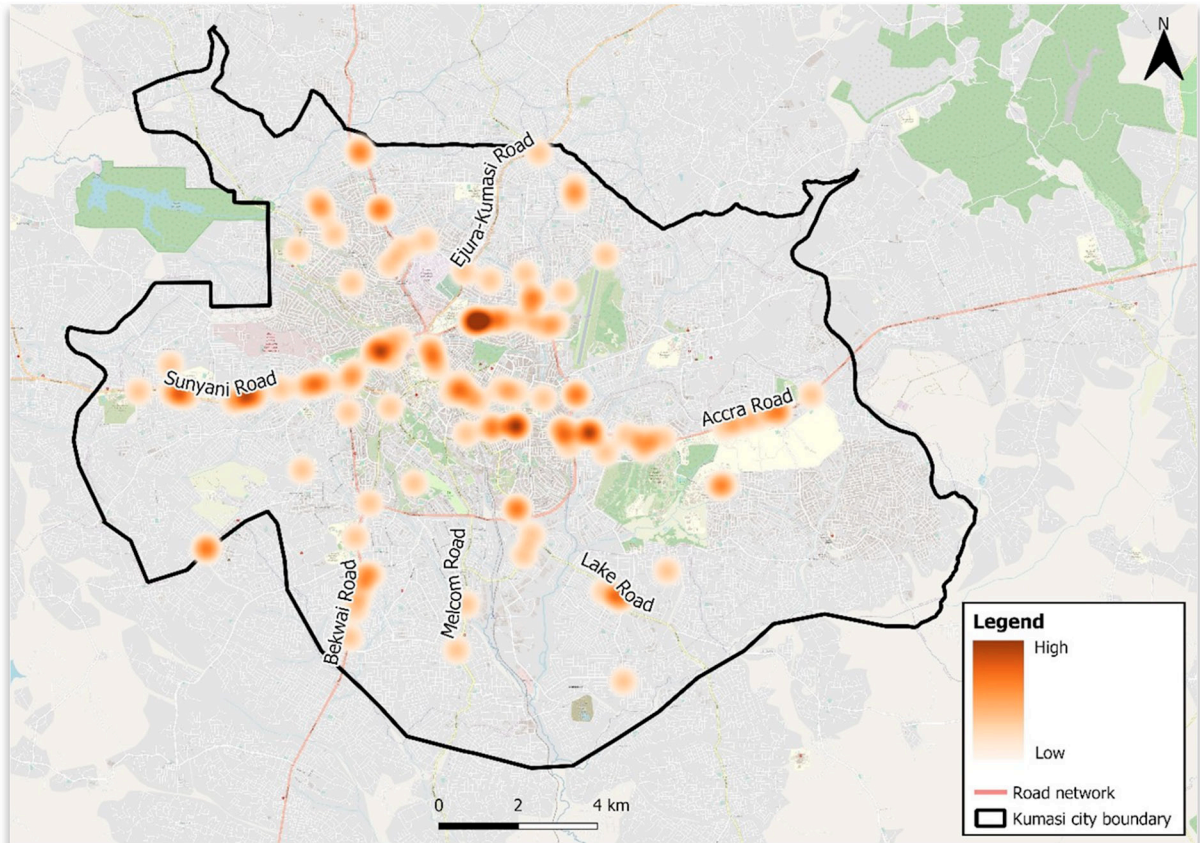 N
Ejura-Kumasi Road
Sunyani Road
Accra Road
Bekwai Road
Melcom Road
Lake Road
Legend
High
Low
Road network
Kumasi city boundary
0 2 4 km